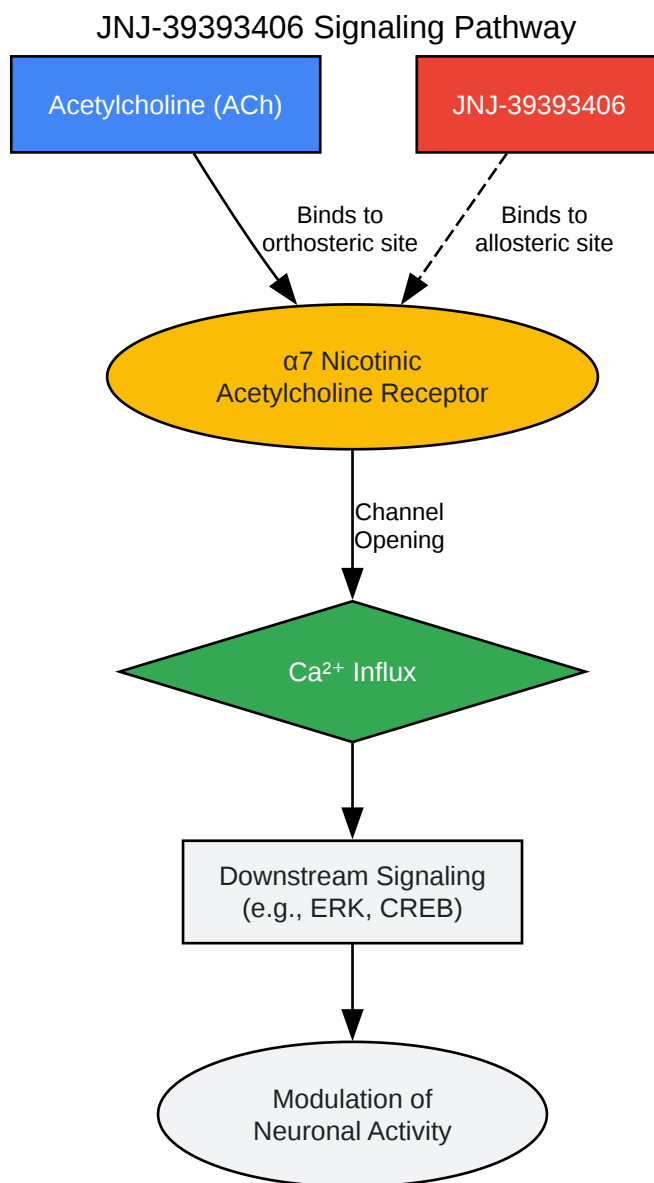 JNJ-39393406 Signaling Pathway
Acetylcholine (ACh)
JNJ-39393406
Binds to
orthosteric site
Binds to
allosteric site
α7 Nicotinic
Acetylcholine Receptor
Channel
Opening
Ca²⁺ Influx
Downstream Signaling
(e.g., ERK, CREB)
Modulation of
Neuronal Activity